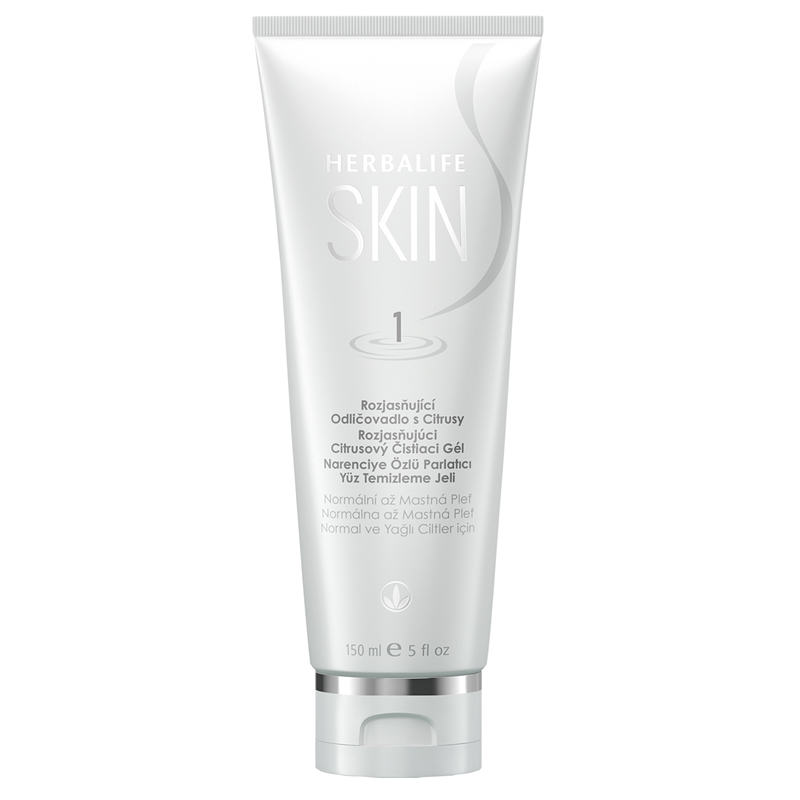 HERBALIFE
SKIN
1
Rozjasňující
Odličovadlo s Citrusy
Rozjasňujúci
Citrusový Čistiaci Gél
Narenciye Özlü Parlatıcı
Yüz Temizleme Jeli
Normální až Mastná Pleť
Normálna až Mastná Pleť
Normal ve Yağlı Ciltler için
150 ml e 5 fl oz